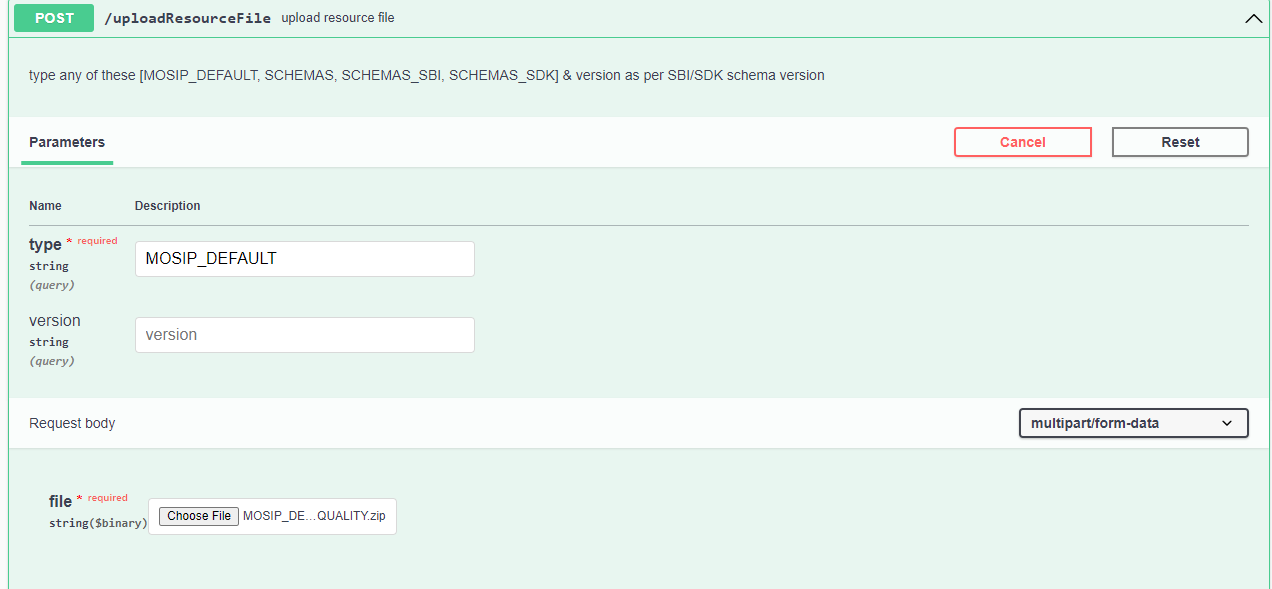 POST /uploadResourceFile upload resource file
type any of these [MOSIP_DEFAULT, SCHEMAS, SCHEMAS_SBI, SCHEMAS_SDK] & version as per SBI/SDK schema version
Parameters Cancel Reset
Name Description
type * required
string
(query)
MOSIP_DEFAULT
version
string
(query)
version
Request body multipart/form-data
file * required
string($binary)
Choose File MOSIP_DE...QUALITY.zip